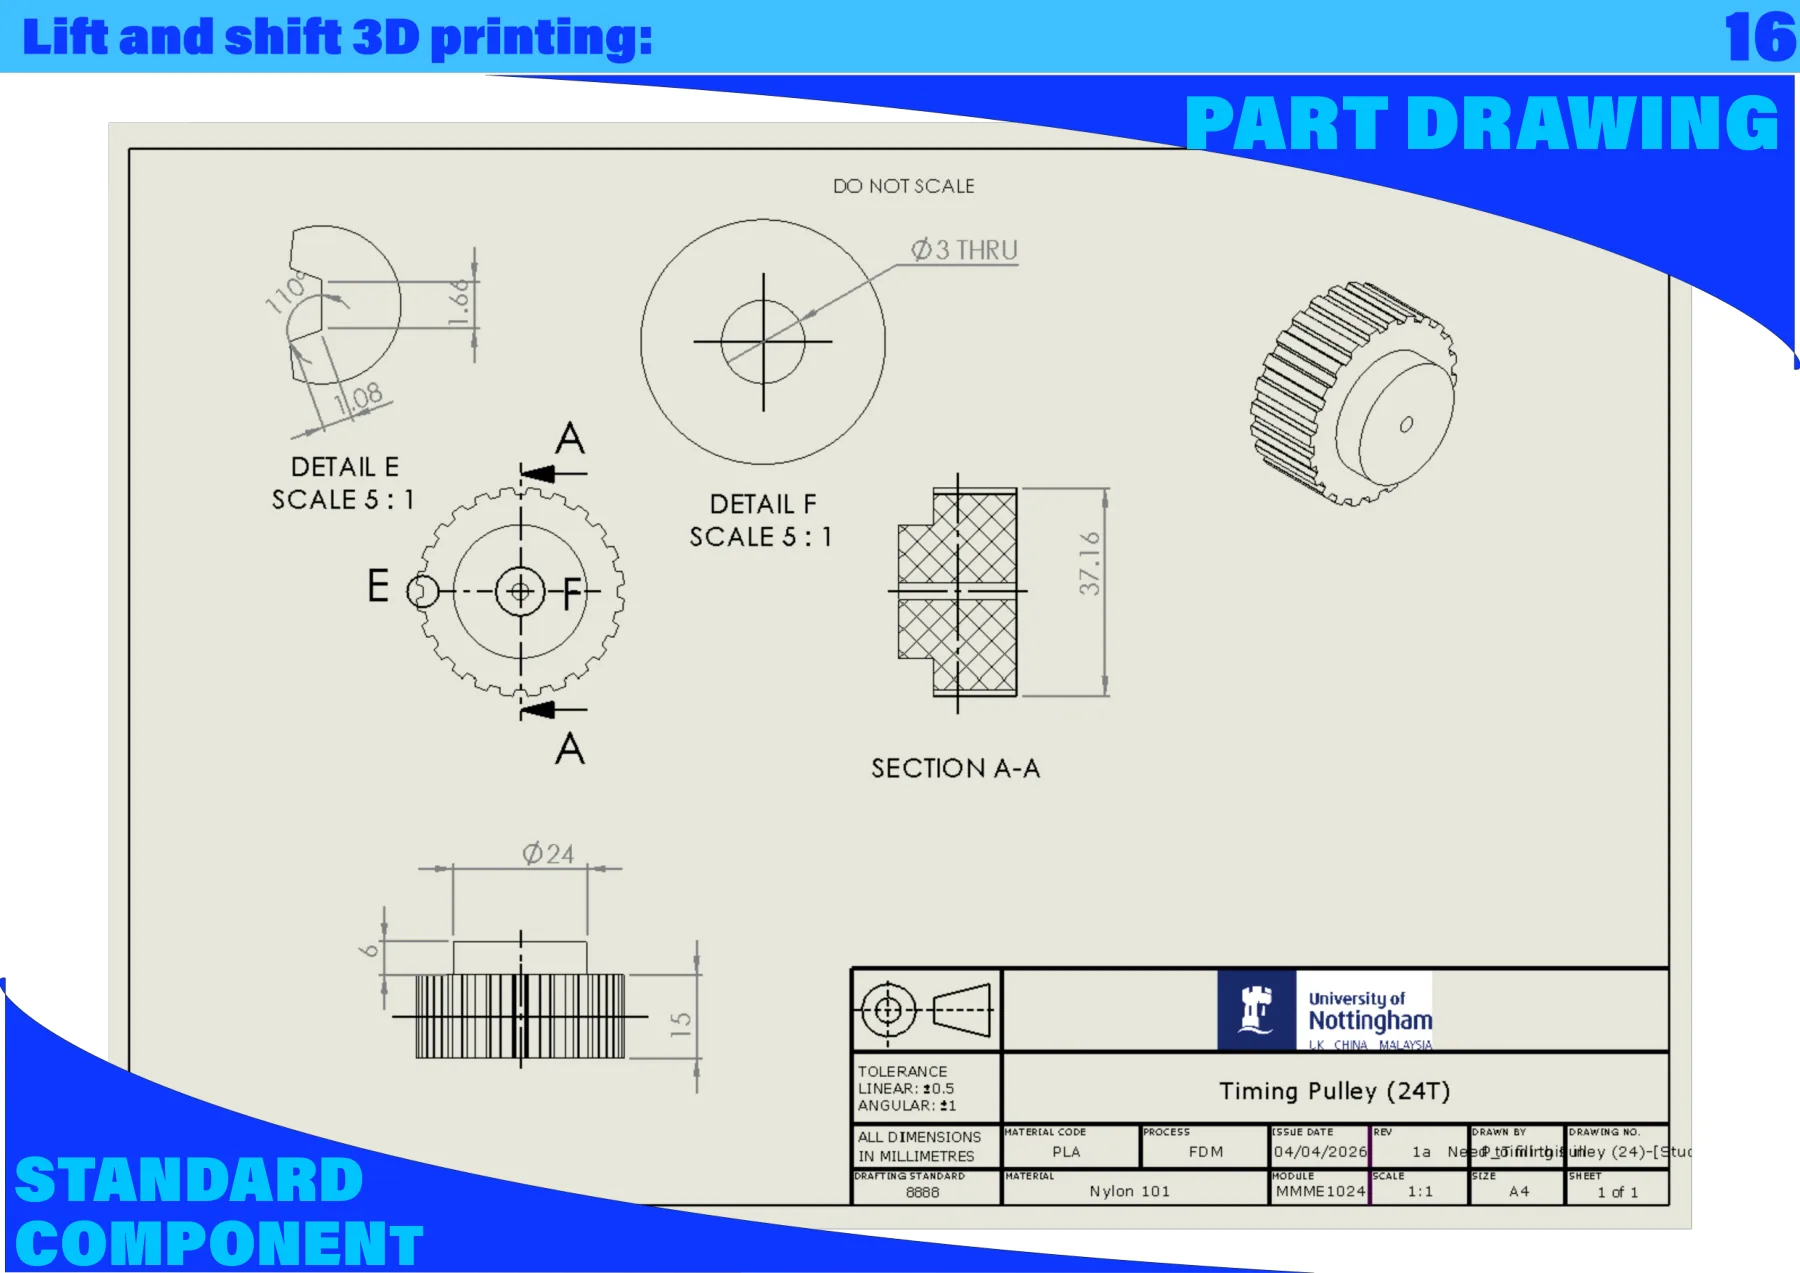 Lift and shift 3D printing:
16
PART DRAWING
DO NOT SCALE
110°
1.66
1.08
DETAIL E
SCALE 5 : 1
Ø3 THRU
DETAIL F
SCALE 5 : 1
A
E
F
A
37.16
SECTION A-A
Ø24
6
15
University of
Nottingham
UK CHINA MALAYSIA
TOLERANCE
LINEAR: ±0.5
ANGULAR: ±1
Timing Pulley (24T)
ALL DIMENSIONS
IN MILLIMETRES
MATERIAL CODE
PLA
PROCESS
FDM
ISSUE DATE
04/04/2026
REV
1a
DRAWN BY
DRAWING NO.
DRAFTING STANDARD
8888
MATERIAL
Nylon 101
MODULE
MMME1024
SCALE
1:1
SIZE
A4
SHEET
1 of 1
STANDARD
COMPONENT